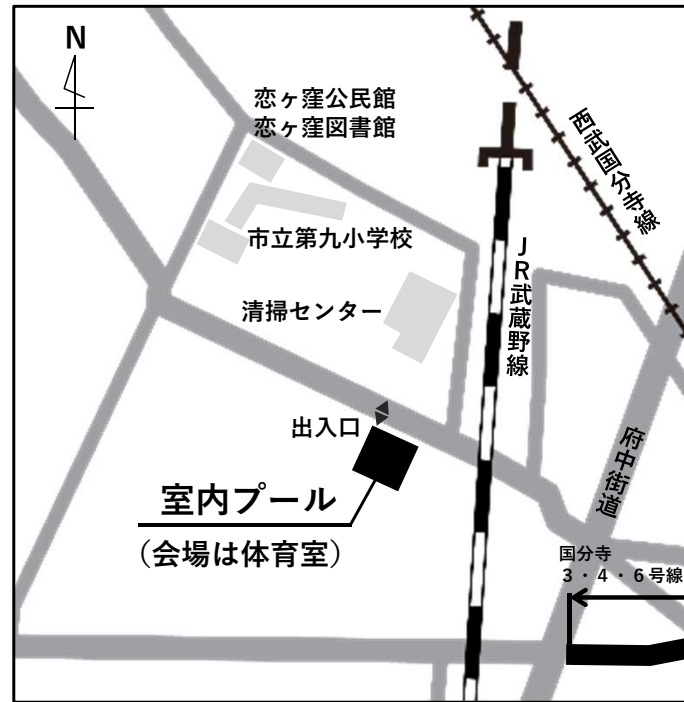 N
恋ヶ窪公民館
恋ヶ窪図書館
西武国分寺線
市立第九小学校
JR武蔵野線
清掃センター
出入口
府中街道
室内プール
（会場は体育室）
国分寺
３・４・６号線